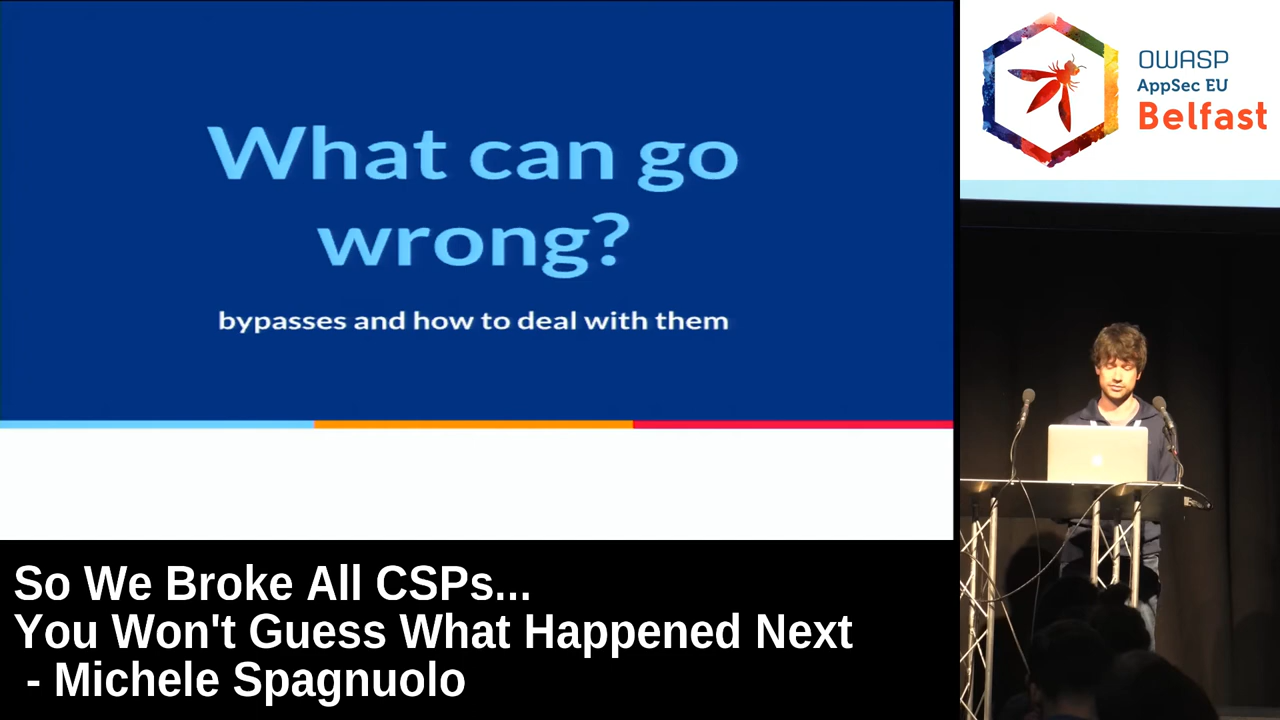 What can go
wrong?
bypasses and how to deal with them
OWASP
AppSec EU
Belfast
So We Broke All CSPs...
You Won't Guess What Happened Next
- Michele Spagnuolo